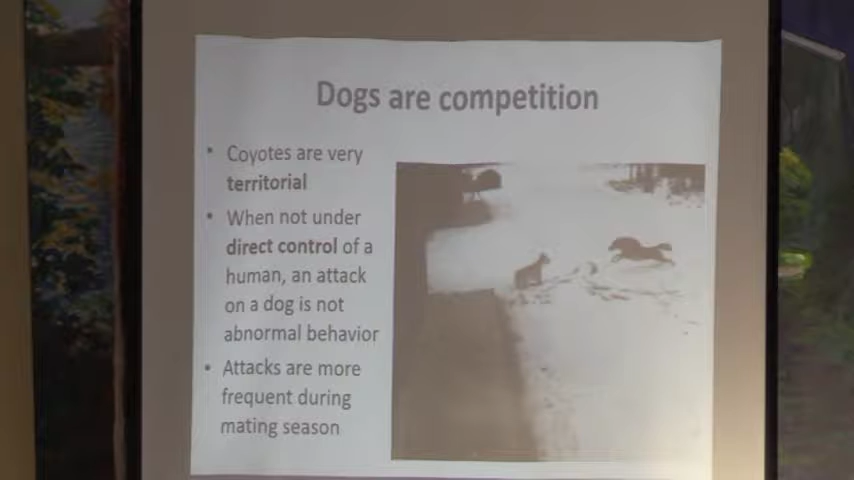 Dogs are competition
• Coyotes are very
territorial
• When not under
direct control of a
human, an attack
on a dog is not
abnormal behavior
• Attacks are more
frequent during
mating season